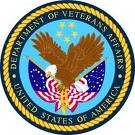 DEPARTMENT OF VETERANS AFFAIRS
UNITED STATES OF AMERICA